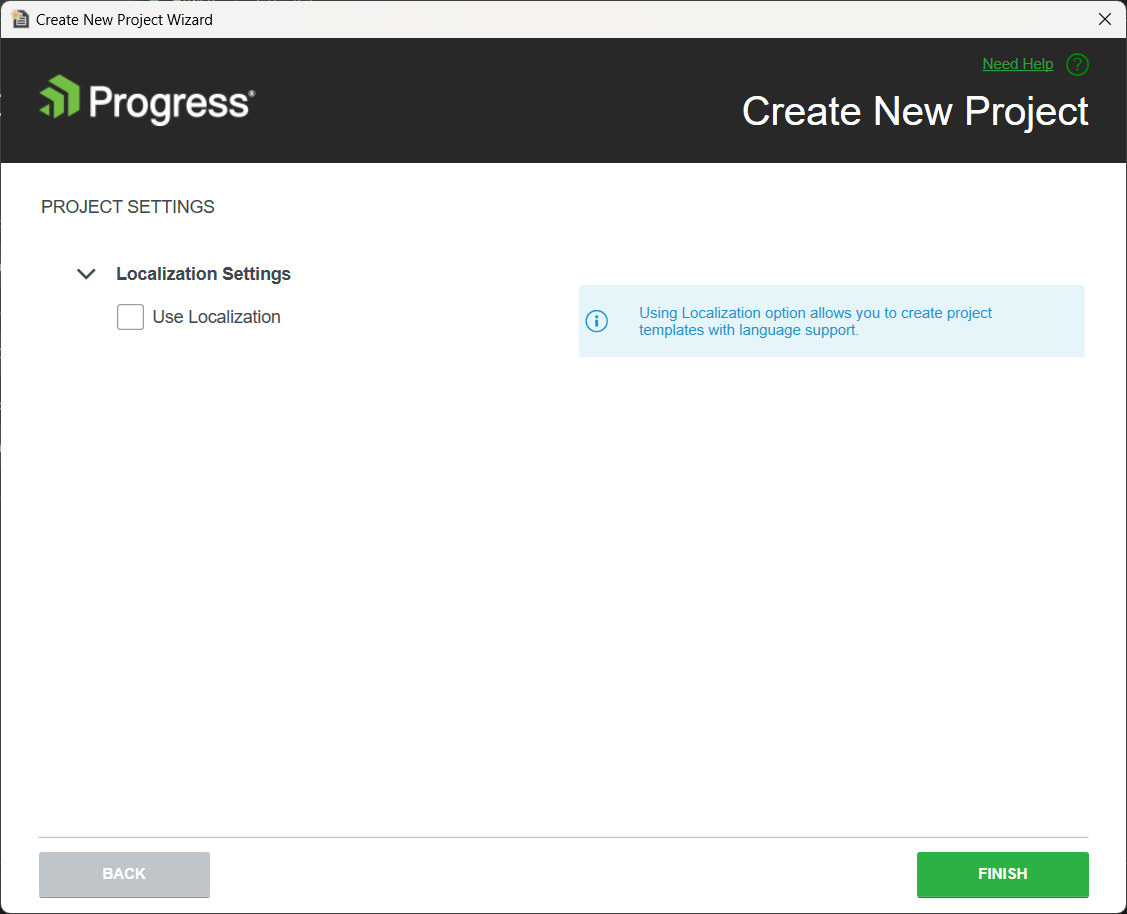 Create New Project Wizard
Need Help ?
Progress®
Create New Project
PROJECT SETTINGS
Localization Settings
Use Localization
Using Localization option allows you to create project
templates with language support.
BACK
FINISH